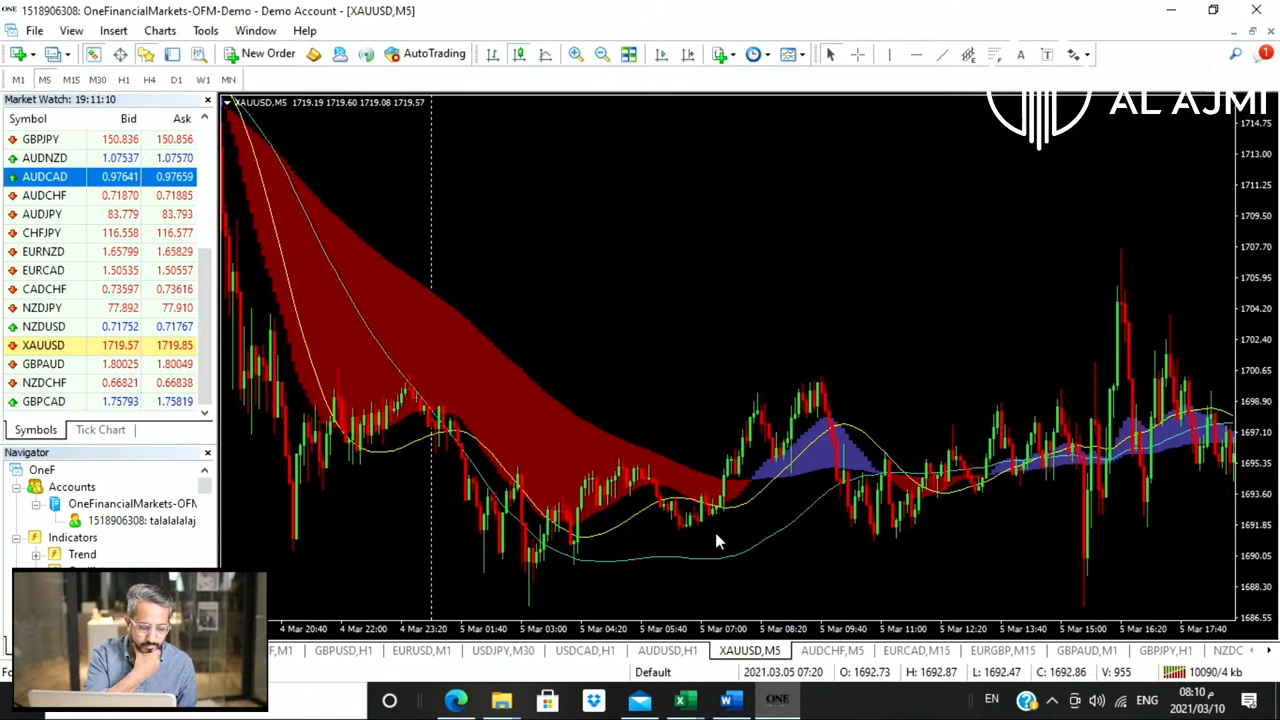 ONE 1518906308: OneFinancialMarkets-OFM-Demo - Demo Account - [XAUUSD,M5]
File View Insert Charts Tools Window Help
New Order AutoTrading
M1 M5 M15 M30 H1 H4 D1 W1 MN
Market Watch: 19:11:10
Symbol Bid Ask
GBPJPY 150.836 150.856
AUDNZD 1.07537 1.07570
AUDCAD 0.97641 0.97659
AUDCHF 0.71870 0.71885
AUDJPY 83.779 83.793
CHFJPY 116.558 116.577
EURNZD 1.65799 1.65829
EURCAD 1.50535 1.50557
CADCHF 0.73597 0.73616
NZDJPY 77.892 77.910
NZDUSD 0.71752 0.71767
XAUUSD 1719.57 1719.85
GBPAUD 1.80025 1.80049
NZDCHF 0.66821 0.66838
GBPCAD 1.75793 1.75819
Symbols Tick Chart
Navigator
OneF
Accounts
OneFinancialMarkets-OFM
1518906308: talalalalaj
Indicators
Trend
XAUUSD,M5 1719.19 1719.60 1719.08 1719.57
AL AJMI
1714.75
1713.00
1711.25
1709.50
1707.70
1705.95
1704.20
1702.40
1700.65
1698.90
1697.10
1695.35
1693.60
1691.85
1690.05
1688.30
1686.55
4 Mar 20:40 4 Mar 22:00 4 Mar 23:20 5 Mar 01:40 5 Mar 03:00 5 Mar 04:20 5 Mar 05:40 5 Mar 07:00 5 Mar 08:20 5 Mar 09:40 5 Mar 11:00 5 Mar 12:20 5 Mar 13:40 5 Mar 15:00 5 Mar 16:20 5 Mar 17:40
F,M1 GBPUSD,H1 EURUSD,M1 USDJPY,M30 USDCAD,H1 AUDUSD,H1 XAUUSD,M5 AUDCHF,M5 EURCAD,M15 EURGBP,M15 GBPAUD,M1 GBPJPY,H1 NZDC
Default 2021.03.05 07:20 O: 1692.73 H: 1692.87 L: 1692.47 C: 1692.86 V: 955 10090/4 kb
ONE EN ENG 08:10 م
2021/03/10